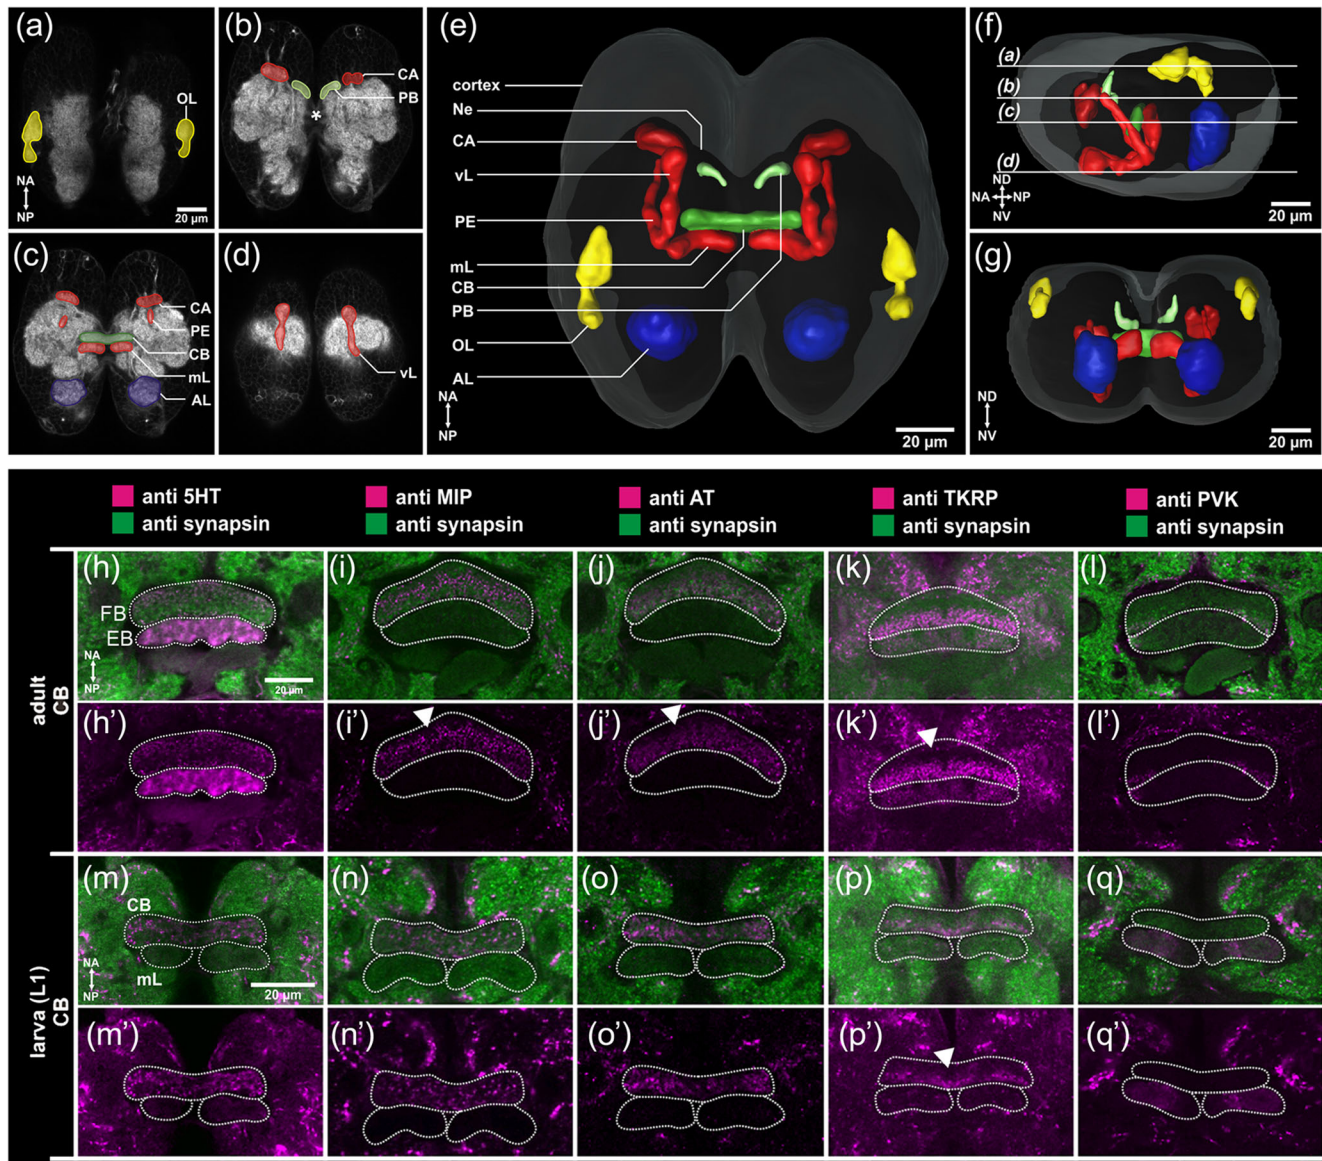 (a)
OL
NA
NP
20 µm
(b)
CA
PB
*
(c)
CA
PE
CB
mL
AL
(d)
vL
(e)
cortex
Ne
CA
vL
PE
mL
CB
PB
OL
AL
NA
NP
20 µm
(f)
(a)
(b)
(c)
(d)
ND
NA NP
NV
20 µm
(g)
ND
NV
20 µm
anti 5HT
anti synapsin
anti MIP
anti synapsin
anti AT
anti synapsin
anti TKRP
anti synapsin
anti PVK
anti synapsin
adult
CB
(h)
FB
EB
NA
NP
20 µm
(i)
(j)
(k)
(l)
(h’)
(i’)
(j’)
(k’)
(l’)
larva (L1)
CB
(m)
CB
NA
NP
mL
20 µm
(n)
(o)
(p)
(q)
(m’)
(n’)
(o’)
(p’)
(q’)